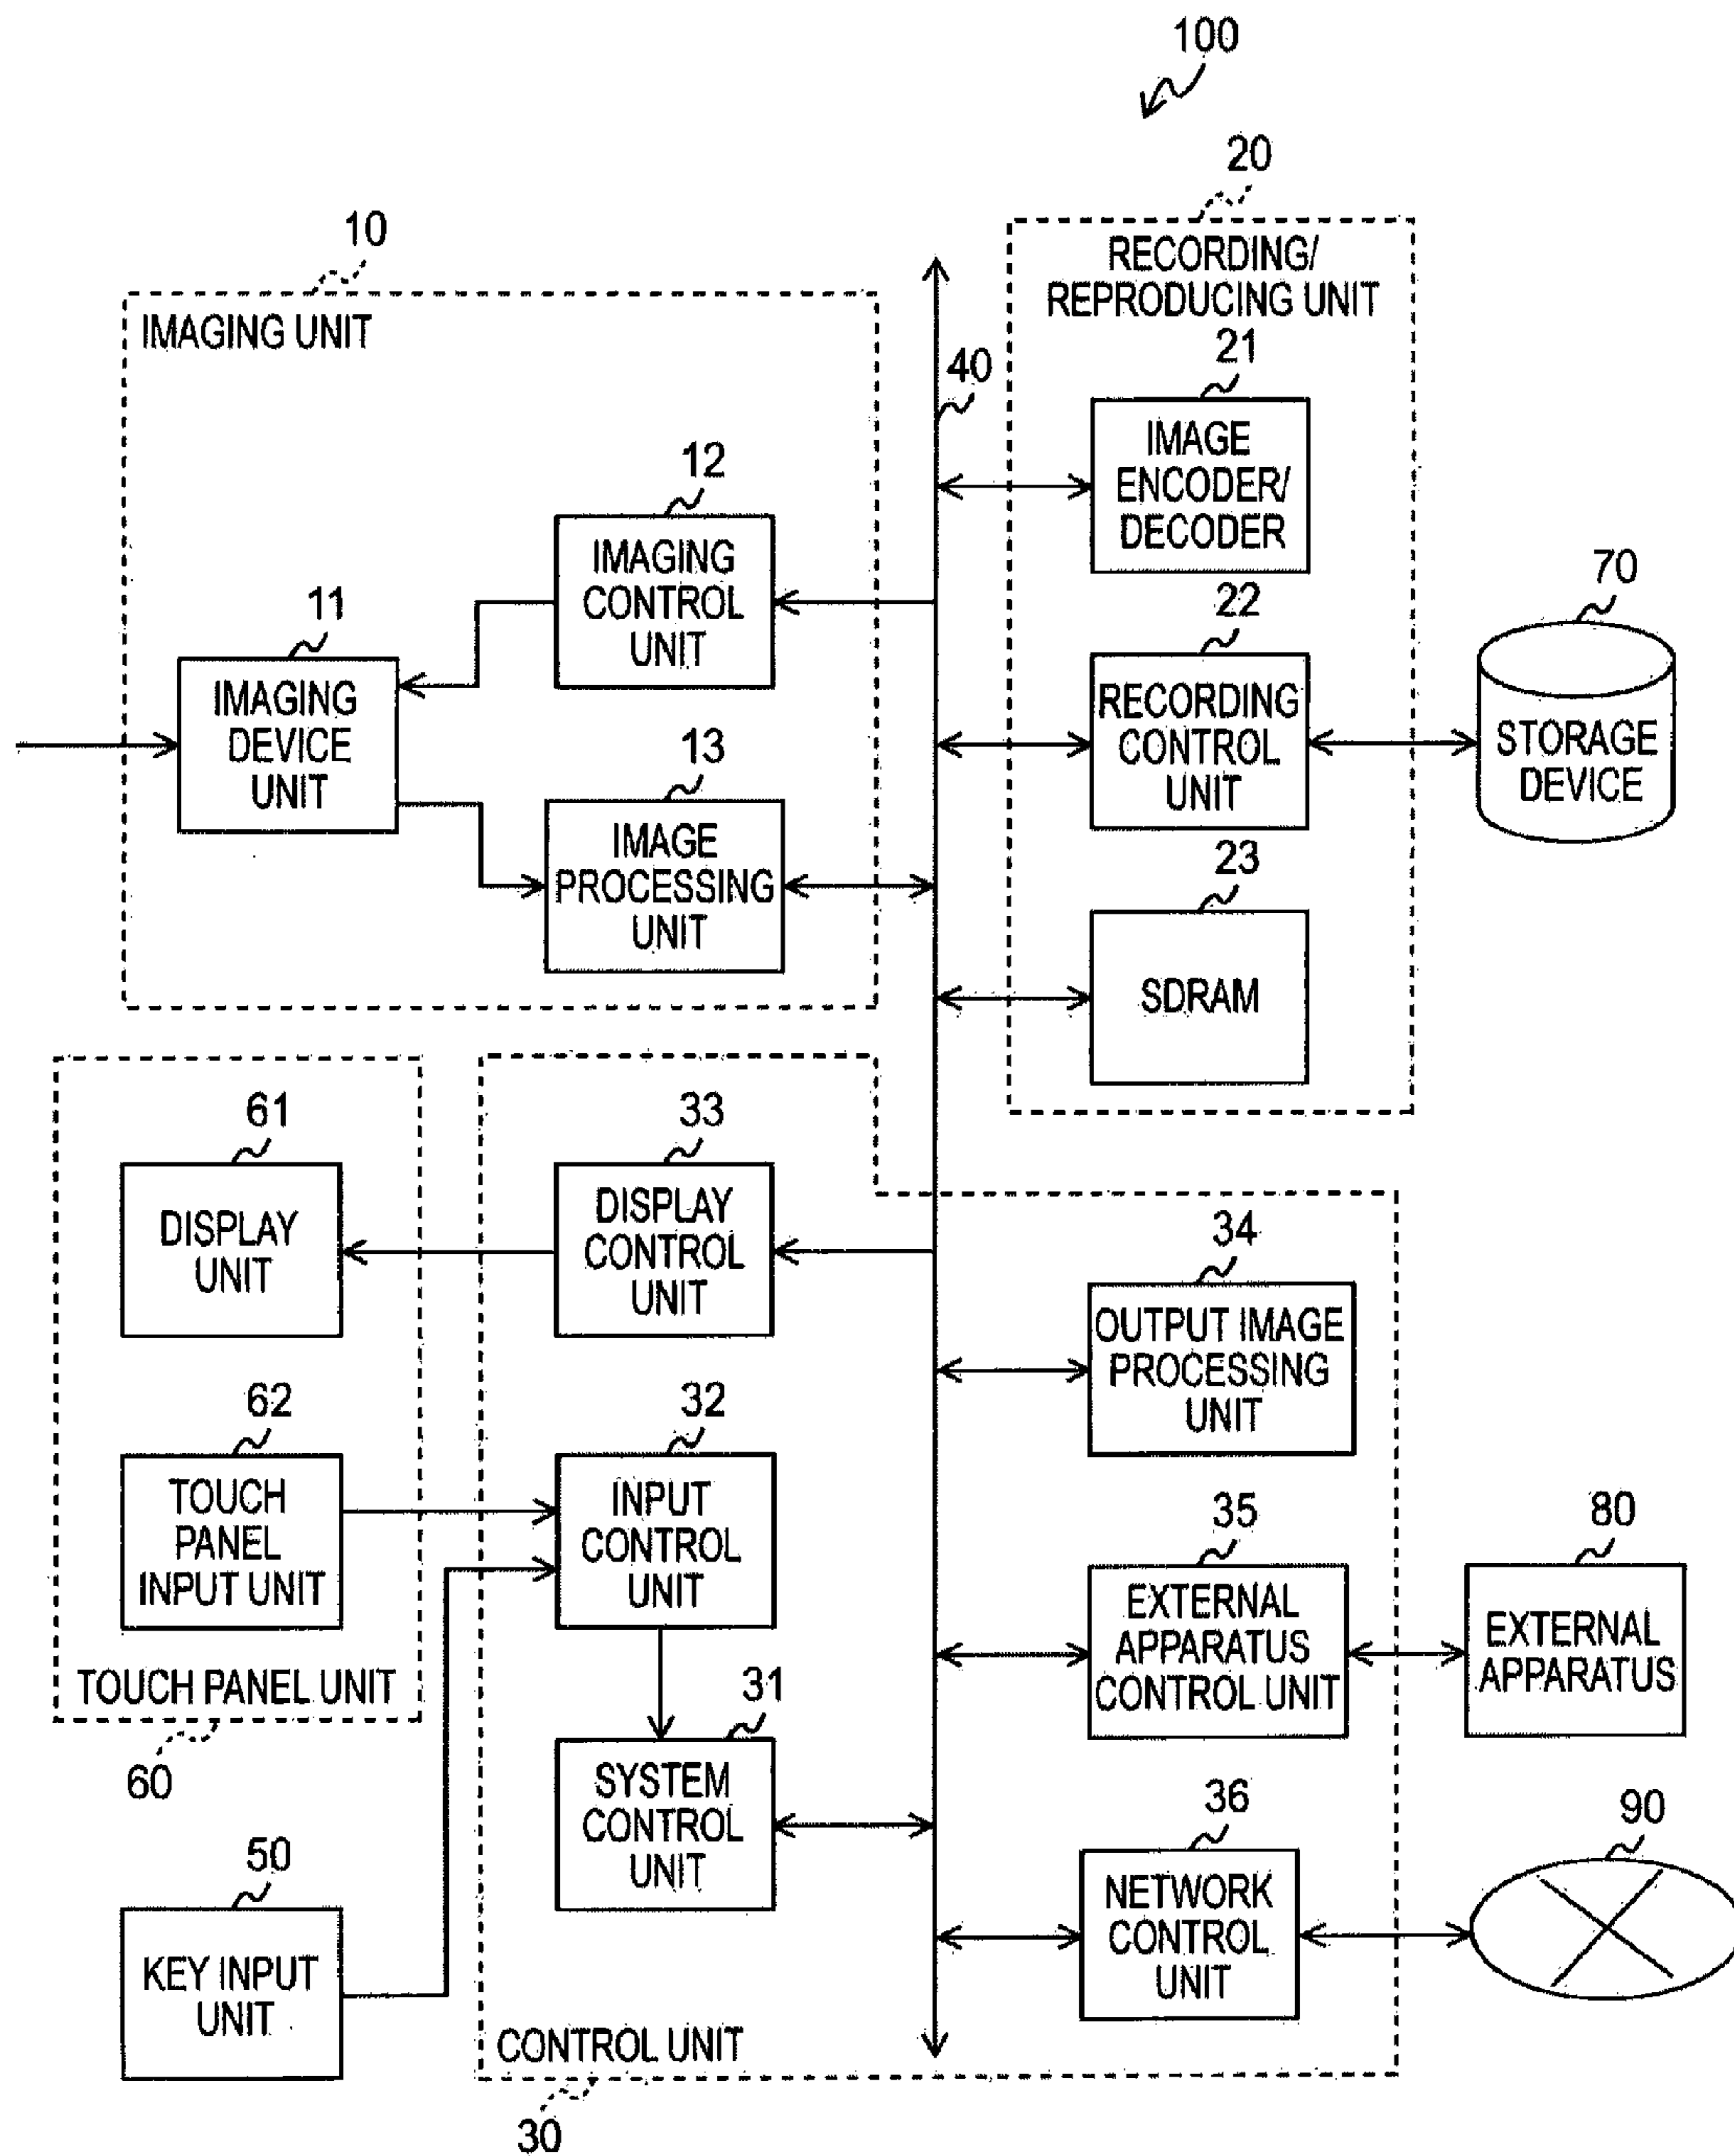 100
20
RECORDING/
REPRODUCING UNIT
10
IMAGING UNIT
40
21
IMAGE
ENCODER/
DECODER
12
IMAGING
CONTROL
UNIT
11
IMAGING
DEVICE
UNIT
22
RECORDING
CONTROL
UNIT
70
STORAGE
DEVICE
13
IMAGE
PROCESSING
UNIT
23
SDRAM
61
DISPLAY
UNIT
33
DISPLAY
CONTROL
UNIT
34
OUTPUT IMAGE
PROCESSING
UNIT
62
TOUCH
PANEL
INPUT UNIT
TOUCH PANEL UNIT
60
32
INPUT
CONTROL
UNIT
35
EXTERNAL
APPARATUS
CONTROL UNIT
80
EXTERNAL
APPARATUS
31
SYSTEM
CONTROL
UNIT
36
NETWORK
CONTROL
UNIT
90
50
KEY INPUT
UNIT
CONTROL UNIT
30